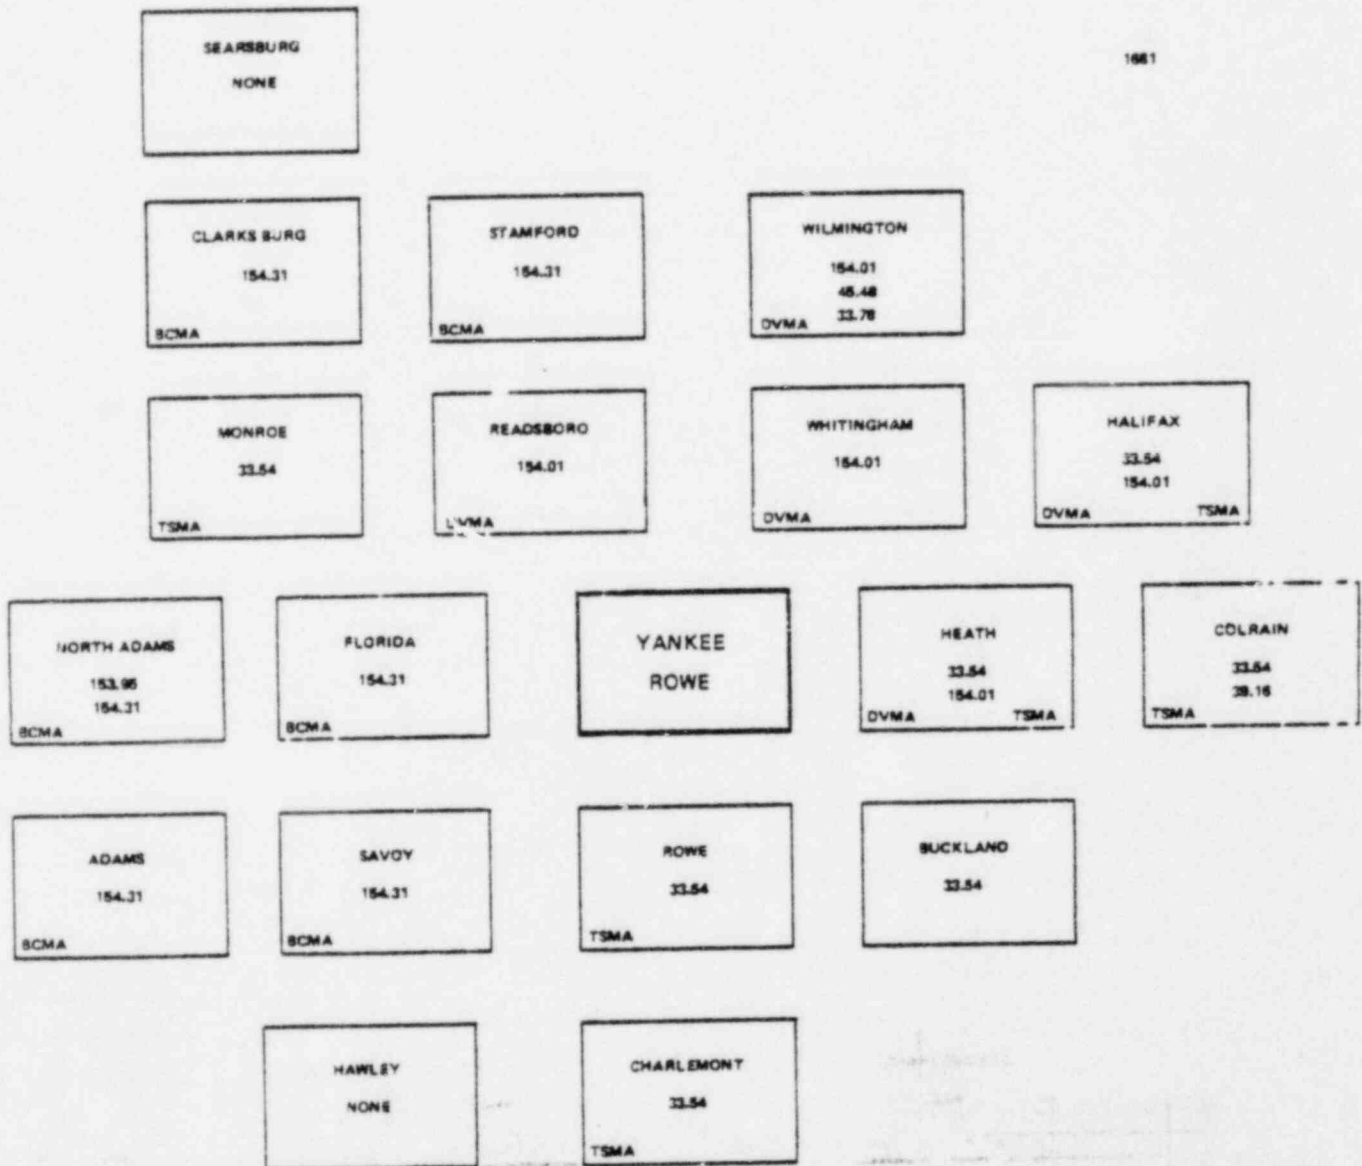 SEARSBURG
NONE
1661
CLARKSBURG
154.31
BCMA
STAMFORD
154.31
BCMA
WILMINGTON
154.01
45.48
33.78
DVMA
MONROE
33.54
TSMA
READSBORO
154.01
DVMA
WHITINGHAM
154.01
DVMA
HALIFAX
33.54
154.01
DVMA TSMA
NORTH ADAMS
153.95
154.31
BCMA
FLORIDA
154.31
BCMA
YANKEE
ROWE
HEATH
33.54
154.01
DVMA TSMA
COLRAIN
33.54
39.16
TSMA
ADAMS
154.31
BCMA
SAVOY
154.31
BCMA
ROWE
33.54
TSMA
BUCKLAND
33.54
HAWLEY
NONE
CHARLEMONT
33.54
TSMA